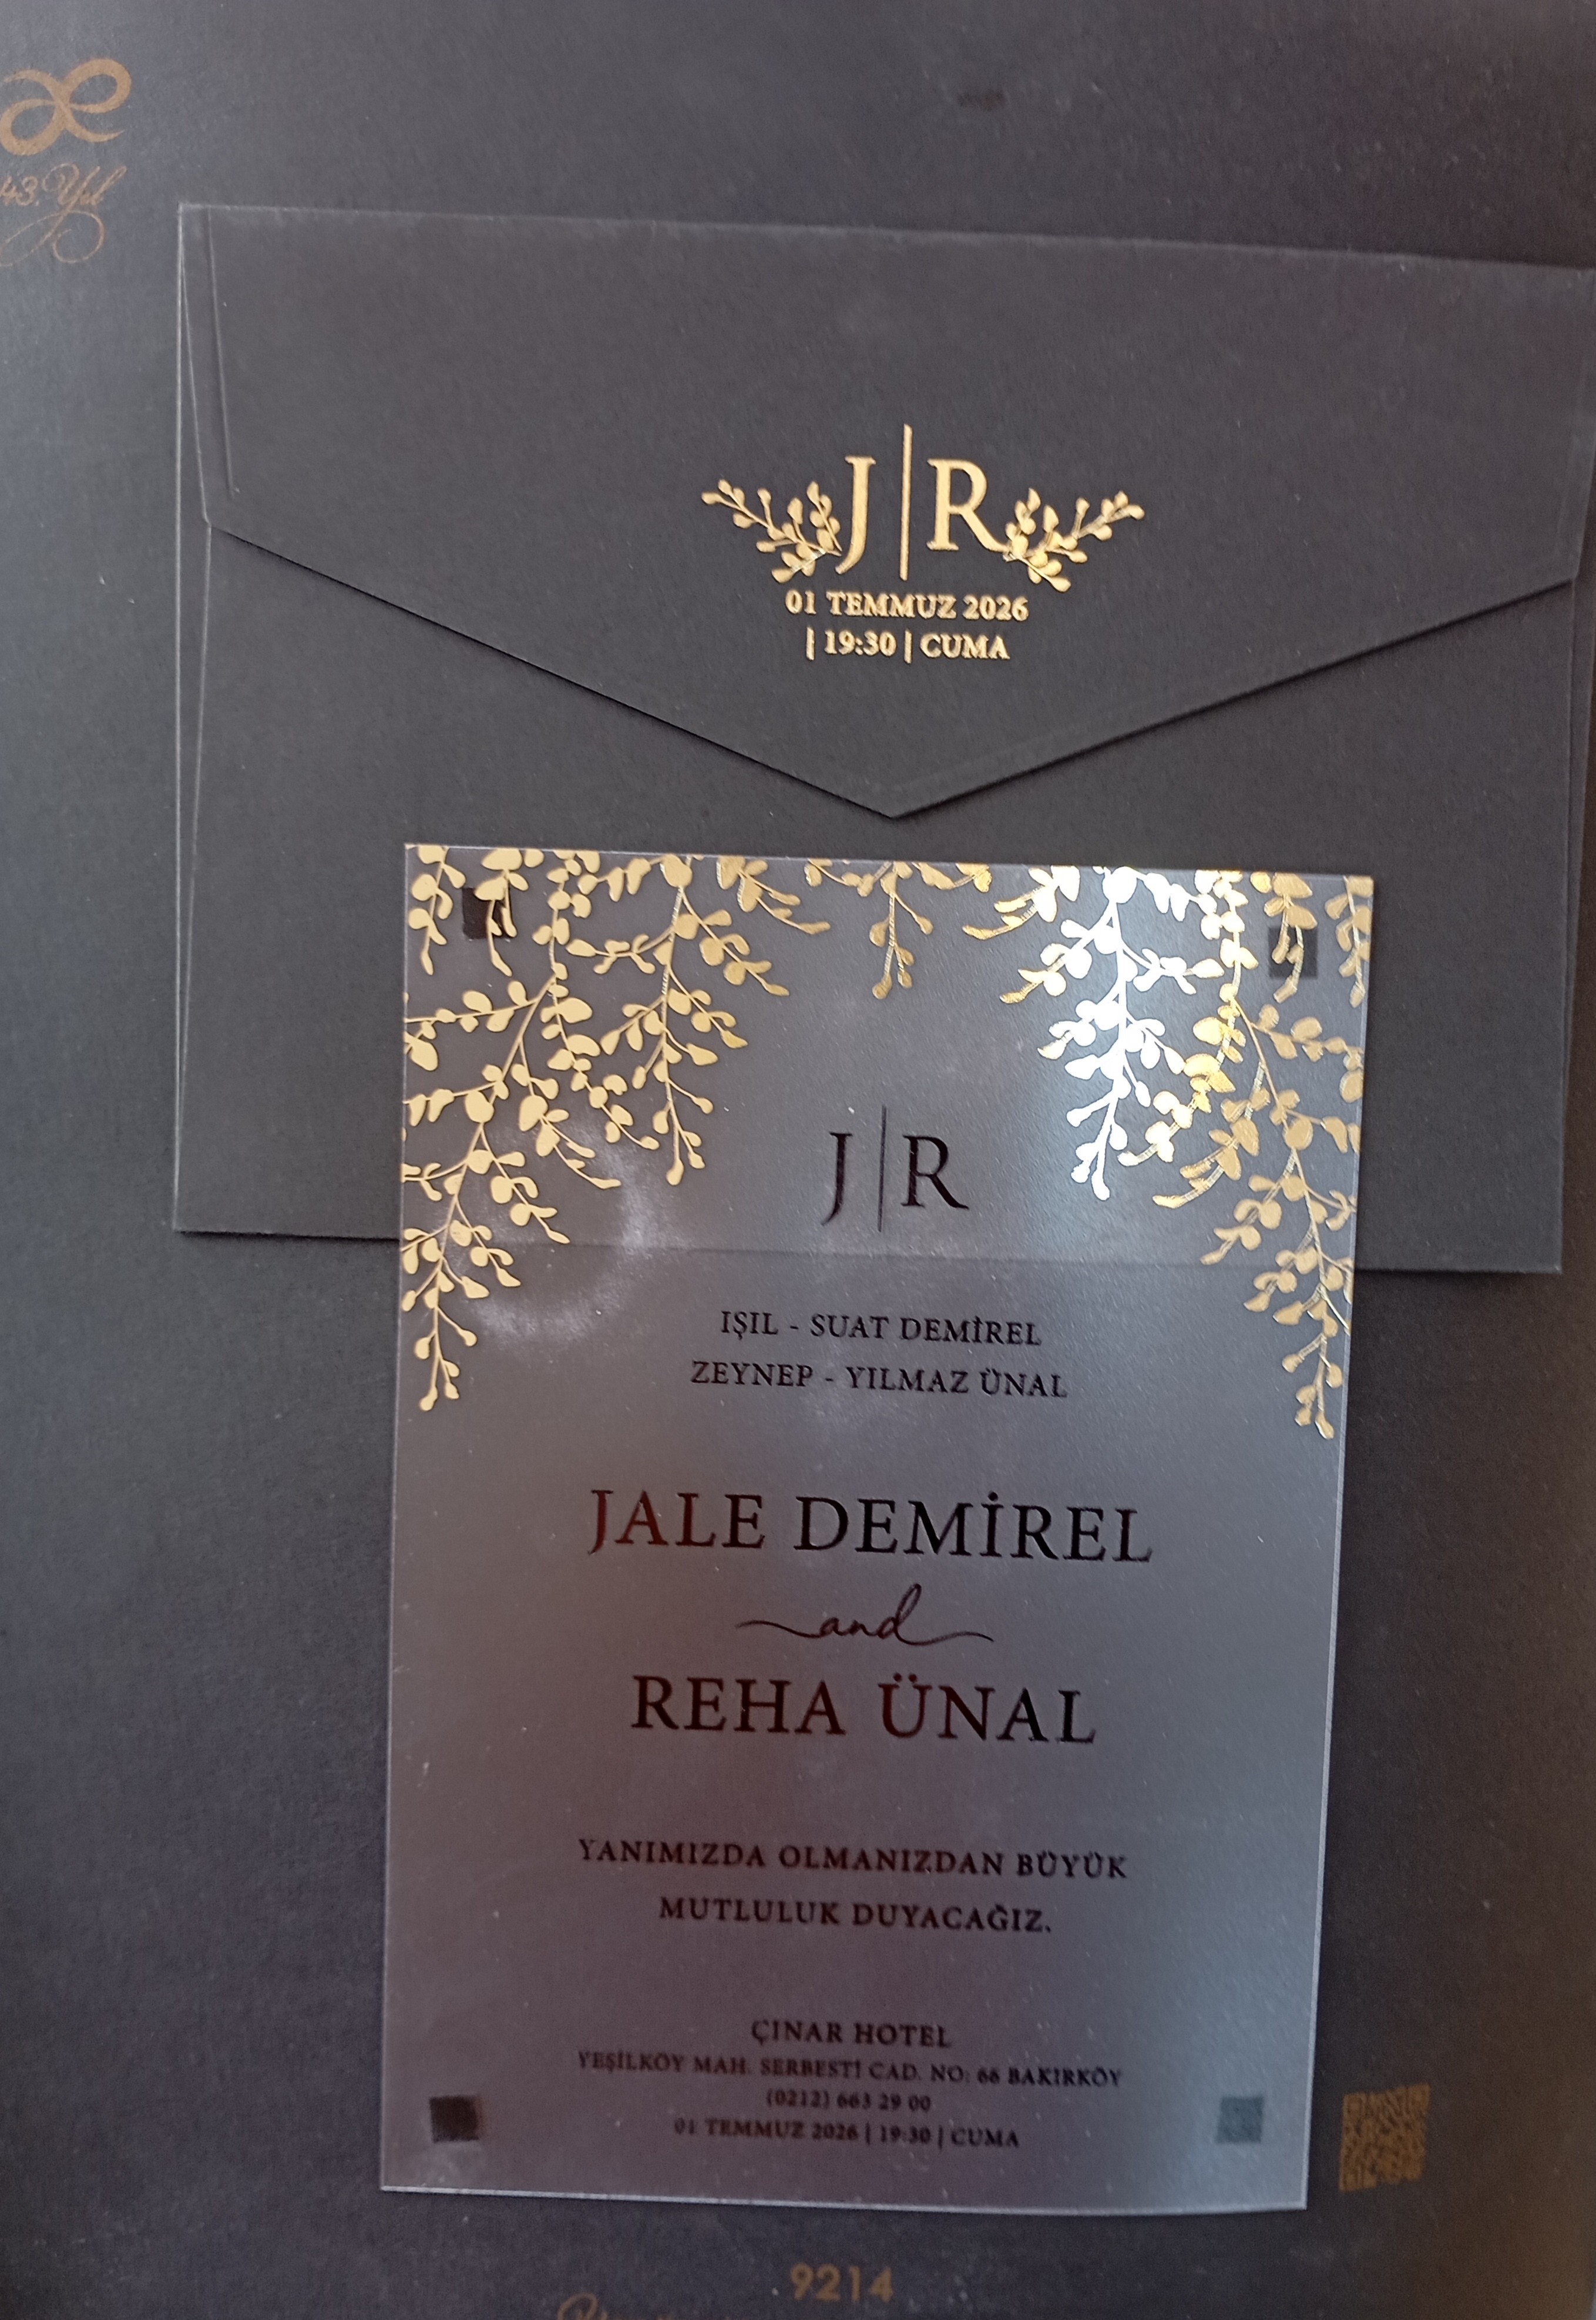 43. Yıl
J|R
01 TEMMUZ 2026
| 19:30 | CUMA
J|R
IŞIL - SUAT DEMİREL
ZEYNEP - YILMAZ ÜNAL
JALE DEMİREL
and
REHA ÜNAL
YANIMIZDA OLMANIZDAN BÜYÜK
MUTLULUK DUYACAĞIZ.
ÇINAR HOTEL
YEŞİLKÖY MAH. SERBESTİ CAD. NO: 66 BAKIRKÖY
(0212) 663 29 00
01 TEMMUZ 2026 | 19:30 | CUMA
9214